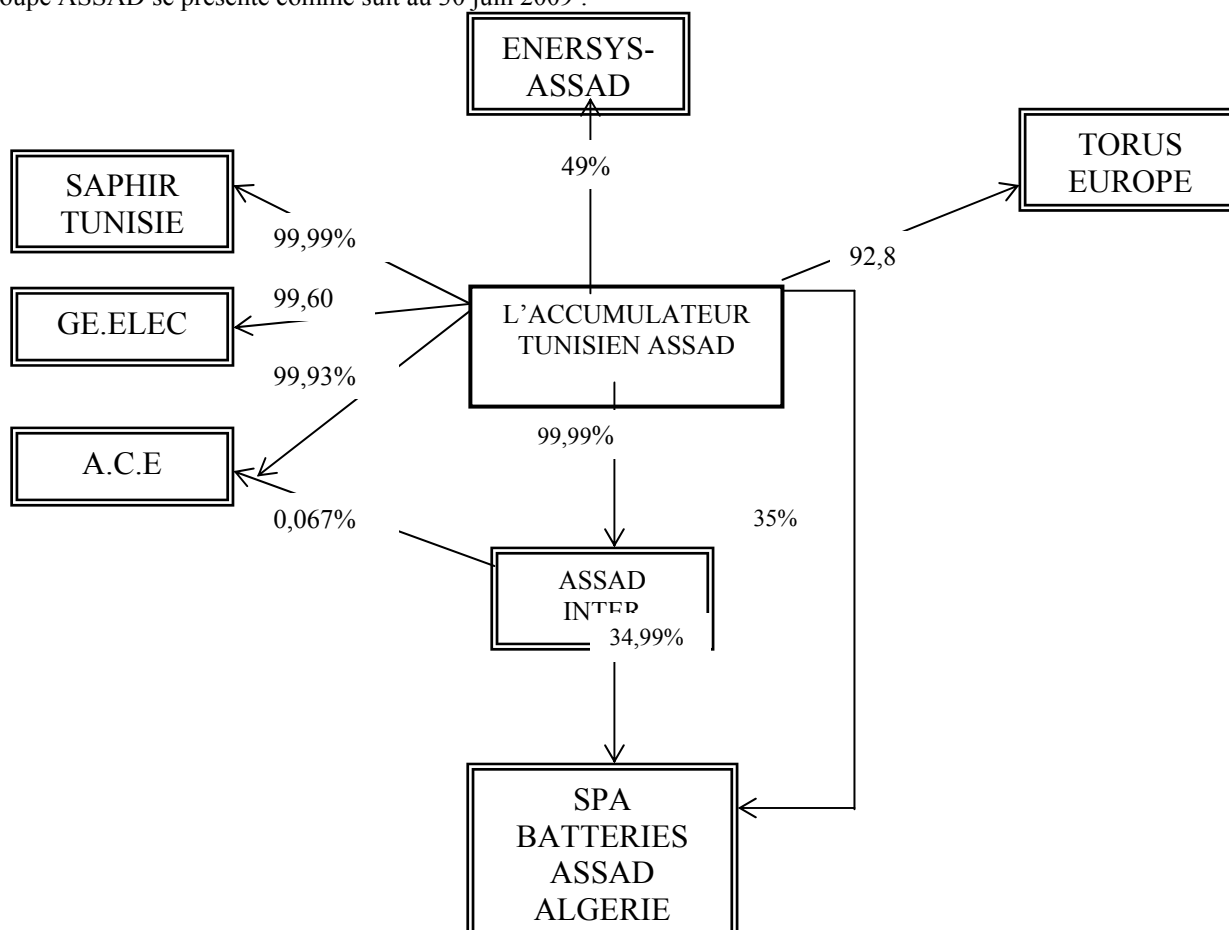 oupe ASSAD se présente comme suit au 30 juin 2009 :
ENERSYS-
ASSAD
TORUS
EUROPE
49%
SAPHIR
TUNISIE
99,99%
92,8
99,60
GE.ELEC
L'ACCUMULATEUR
TUNISIEN ASSAD
99,93%
99,99%
A.C.E
0,067%
35%
ASSAD
INTER
34,99%
SPA
BATTERIES
ASSAD
ALGERIE